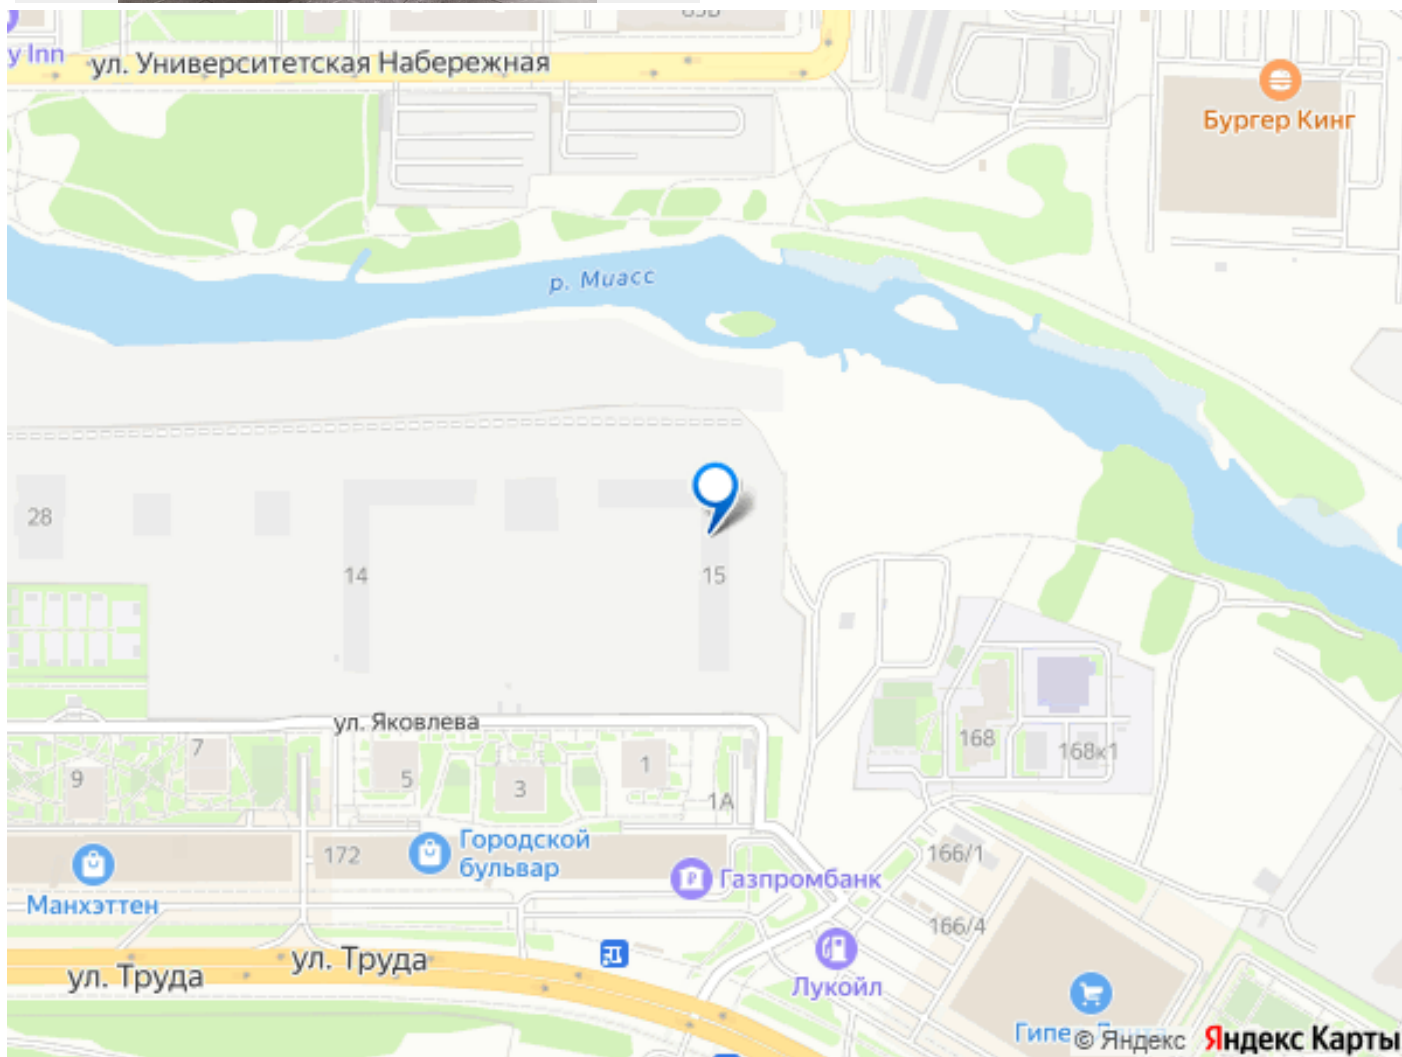 y Inn
ул. Университетская Набережная
Бургер Кинг
р. Миасс
28
14
15
ул. Яковлева
7
9
5
3
1
1А
168
168к1
172
Городской
бульвар
Манхэттен
Газпромбанк
166/1
166/4
ул. Труда
ул. Труда
Лукойл
© Яндекс Яндекс Карты